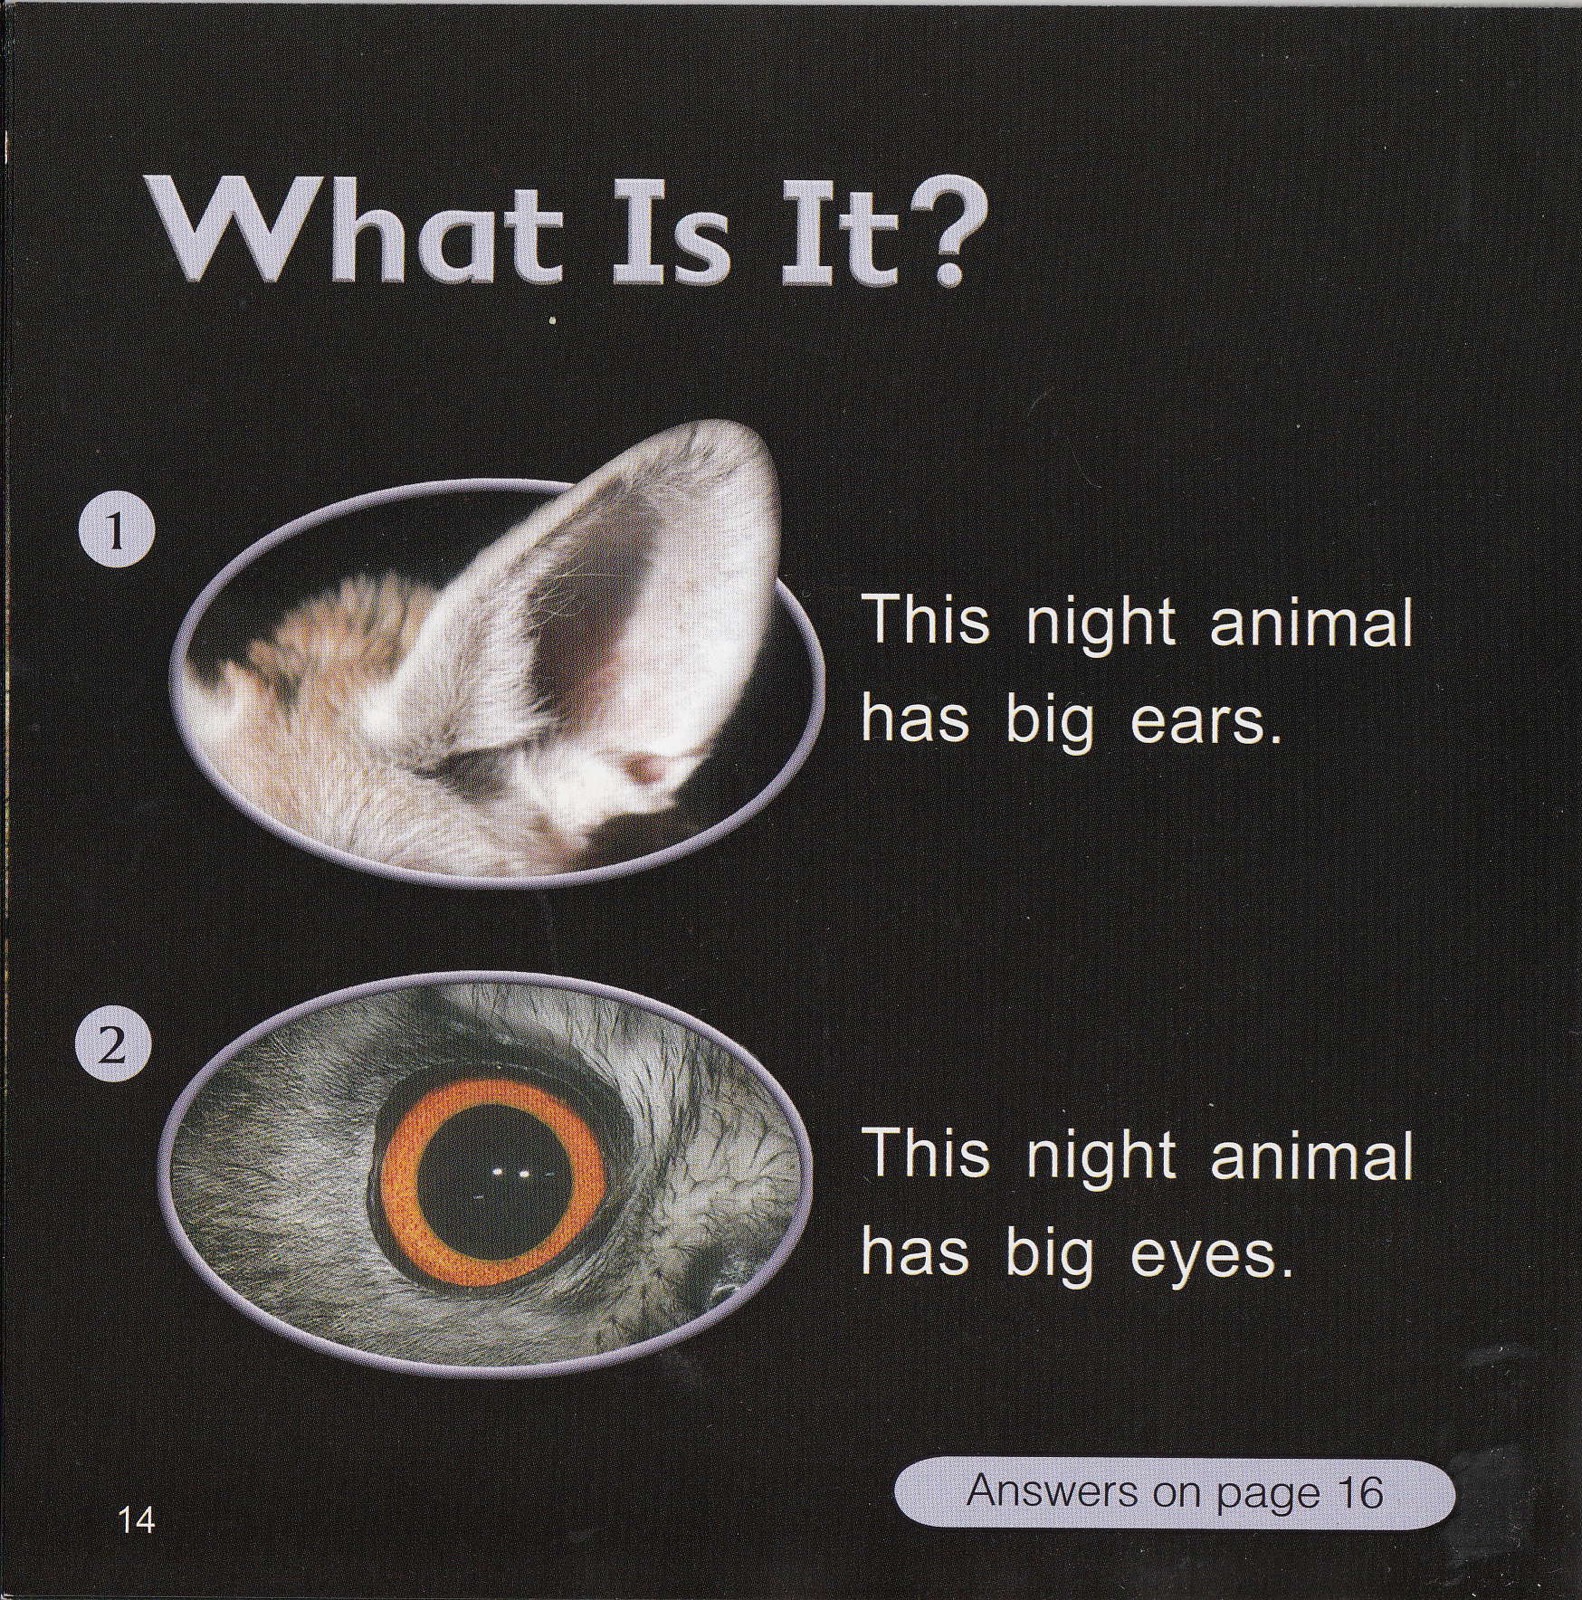 What Is It?
1
This night animal
has big ears.
2
This night animal
has big eyes.
Answers on page 16
14